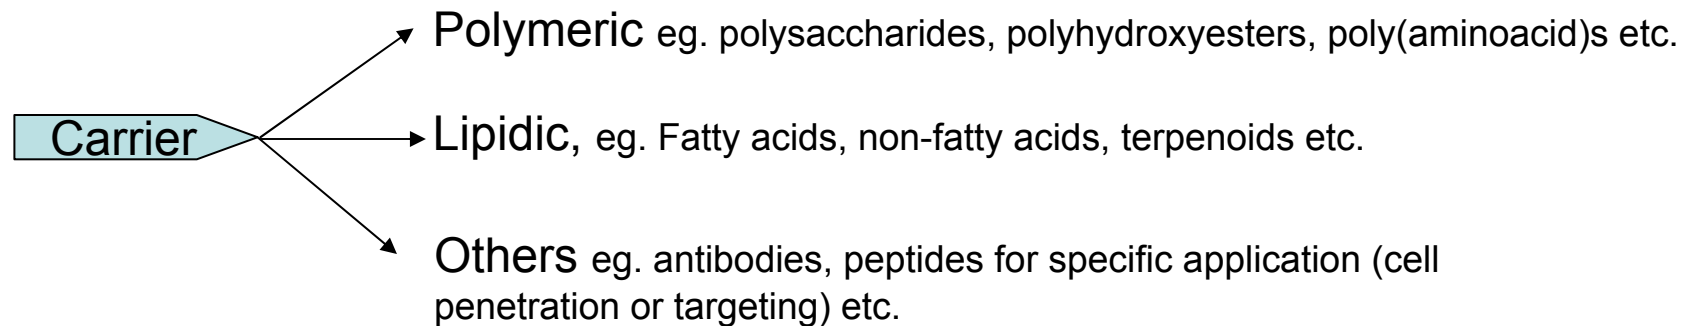 Polymeric eg. polysaccharides, polyhydroxyesters, poly(aminoacid)s etc.
Carrier
Lipidic, eg. Fatty acids, non-fatty acids, terpenoids etc.
Others eg. antibodies, peptides for specific application (cell
penetration or targeting) etc.